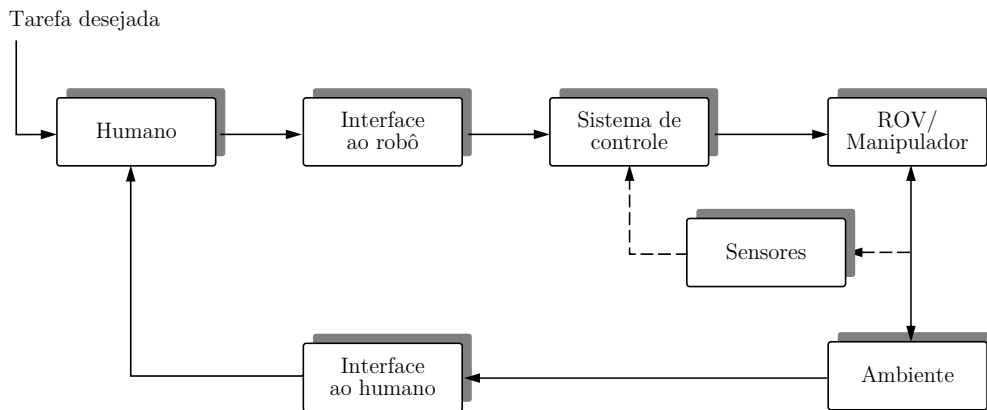 Tarefa desejada
Humano
Interface
ao robô
Sistema de
controle
ROV/
Manipulador
Sensores
Interface
ao humano
Ambiente